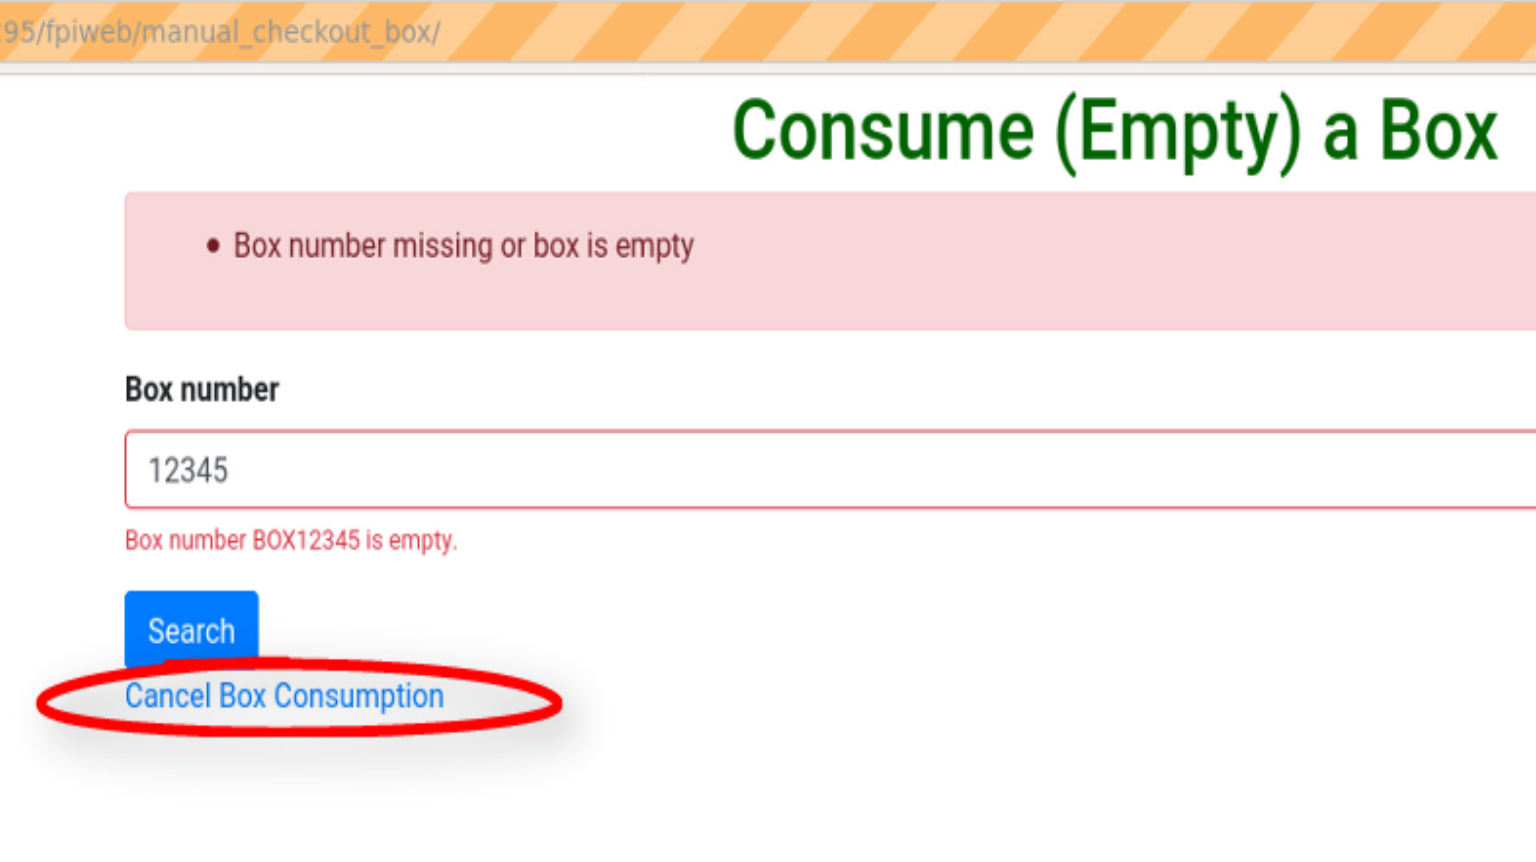 95/fpiweb/manual_checkout_box/
Consume (Empty) a Box
• Box number missing or box is empty
Box number
12345
Box number BOX12345 is empty.
Search
Cancel Box Consumption